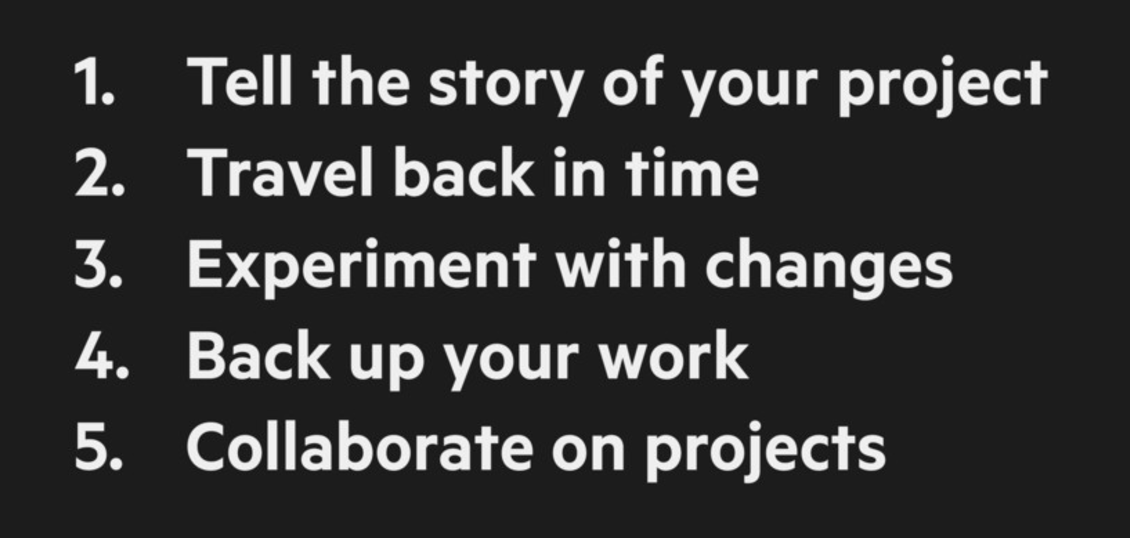 1. Tell the story of your project
2. Travel back in time
3. Experiment with changes
4. Back up your work
5. Collaborate on projects